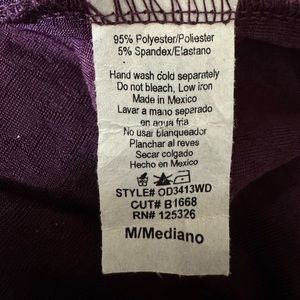 95% Polyester/Poliester
5% Spandex/Elastano
Hand wash cold separately
Do not bleach, Low iron
Made in Mexico
Lavar a mano separado
en agua fria
No usar blanqueador
Planchar al reves
Secar colgado
Hecho en Mexico
STYLE# OD3413WD
CUT# B1668
RN# 125326
M/Mediano